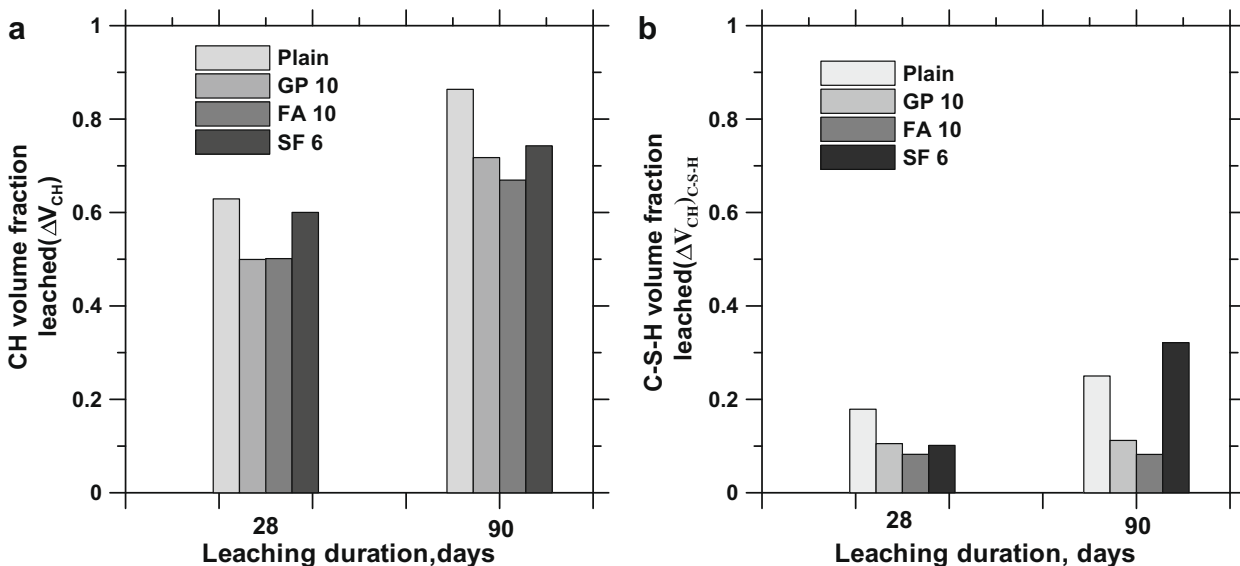 a
1
0.8
0.6
0.4
0.2
0
CH volume fraction
leached(ΔV_CH)
Plain
GP 10
FA 10
SF 6
28
90
Leaching duration,days
b
1
0.8
0.6
0.4
0.2
0
C-S-H volume fraction
leached(ΔV_CH)_C-S-H
Plain
GP 10
FA 10
SF 6
28
90
Leaching duration, days